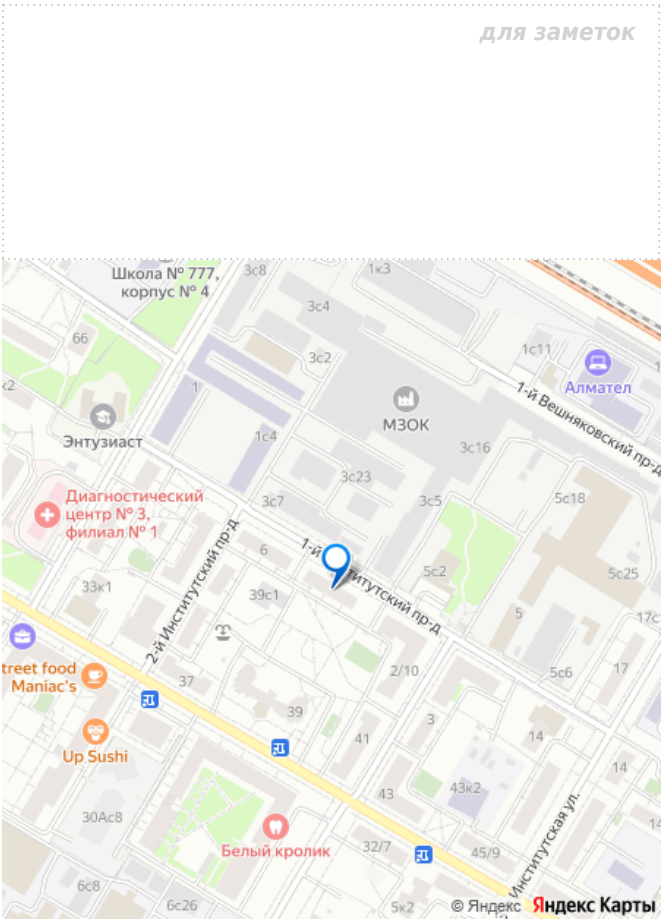 для заметок
Школа № 777,
корпус № 4
3с8
1к3
3с4
66
3с2
1с11
Алмател
к2
1
1-й Вешняковский пр-д
МЗОК
Энтузиаст
1с4
3с16
3с23
Диагностический
центр № 3,
филиал № 1
3с7
3с5
5с18
6
1-й
титутский пр-д
2-й Институтский пр-д
5с2
5с25
33к1
39с1
5
17с
treet food
Maniac's
37
2/10
5с6
17
39
3
Up Sushi
41
14
14
43к2
43
14
30Ас8
Белый кролик
32/7
45/9
Институтская ул.
6с8
6с26
5к2
© Яндекс Яндекс Карты